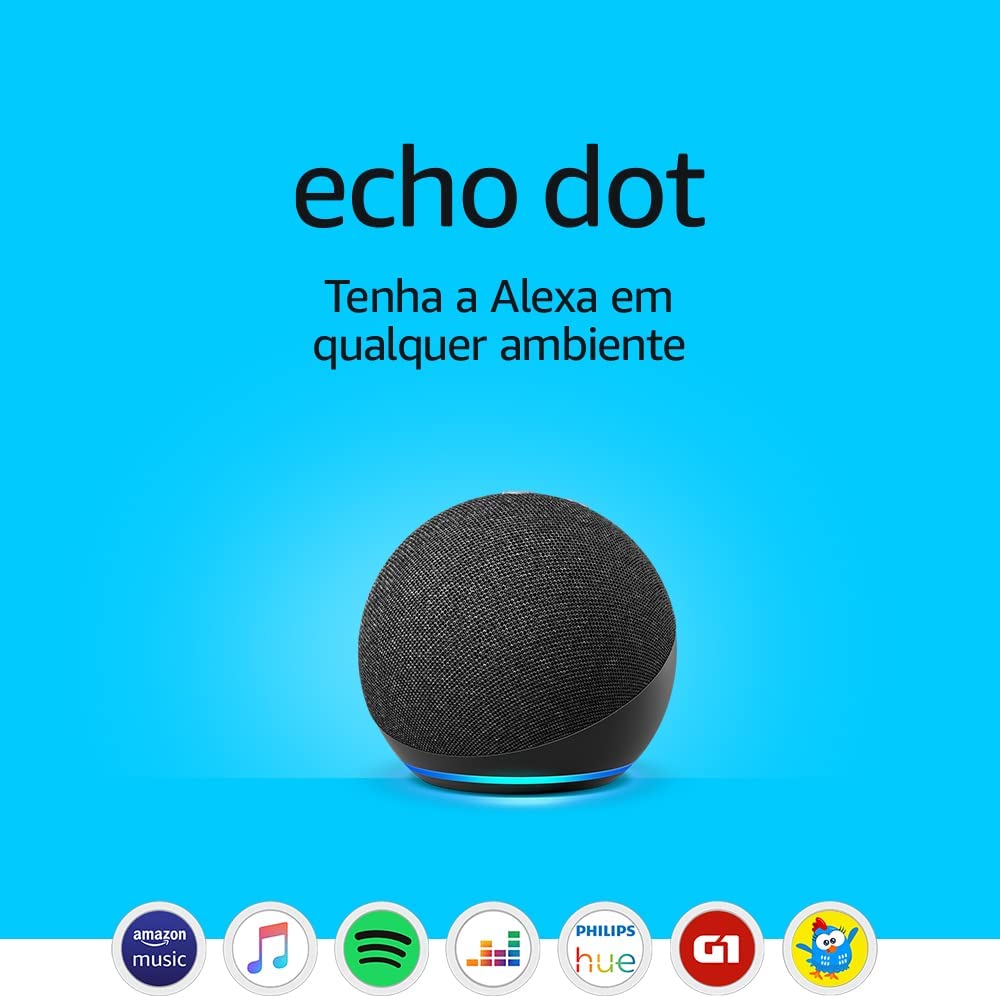 echo dot
Tenha a Alexa em
qualquer ambiente
amazon
music
PHILIPS
hue
G1